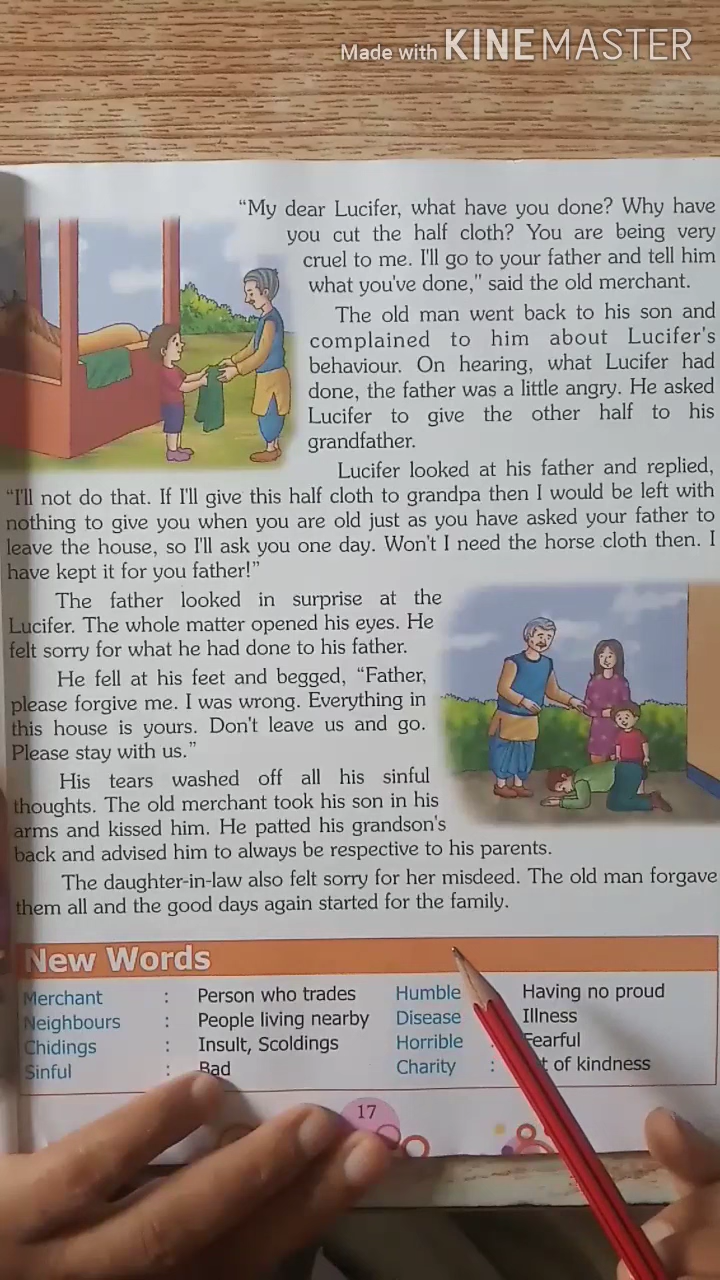 Made with KINEMASTER
“My dear Lucifer, what have you done? Why have
you cut the half cloth? You are being very
cruel to me. I'll go to your father and tell him
what you've done," said the old merchant.
The old man went back to his son and
complained to him about Lucifer's
behaviour. On hearing, what Lucifer had
done, the father was a little angry. He asked
Lucifer to give the other half to his
grandfather.
Lucifer looked at his father and replied,
“I'll not do that. If I'll give this half cloth to grandpa then I would be left with
nothing to give you when you are old just as you have asked your father to
leave the house, so I'll ask you one day. Won't I need the horse cloth then. I
have kept it for you father!”
The father looked in surprise at the
Lucifer. The whole matter opened his eyes. He
felt sorry for what he had done to his father.
He fell at his feet and begged, “Father,
please forgive me. I was wrong. Everything in
this house is yours. Don't leave us and go.
Please stay with us.”
His tears washed off all his sinful
thoughts. The old merchant took his son in his
arms and kissed him. He patted his grandson's
back and advised him to always be respective to his parents.
The daughter-in-law also felt sorry for her misdeed. The old man forgave
them all and the good days again started for the family.
New Words
Merchant : Person who trades Humble Having no proud
Neighbours : People living nearby Disease Illness
Chidings : Insult, Scoldings Horrible : Fearful
Sinful : Bad Charity : of kindness
17